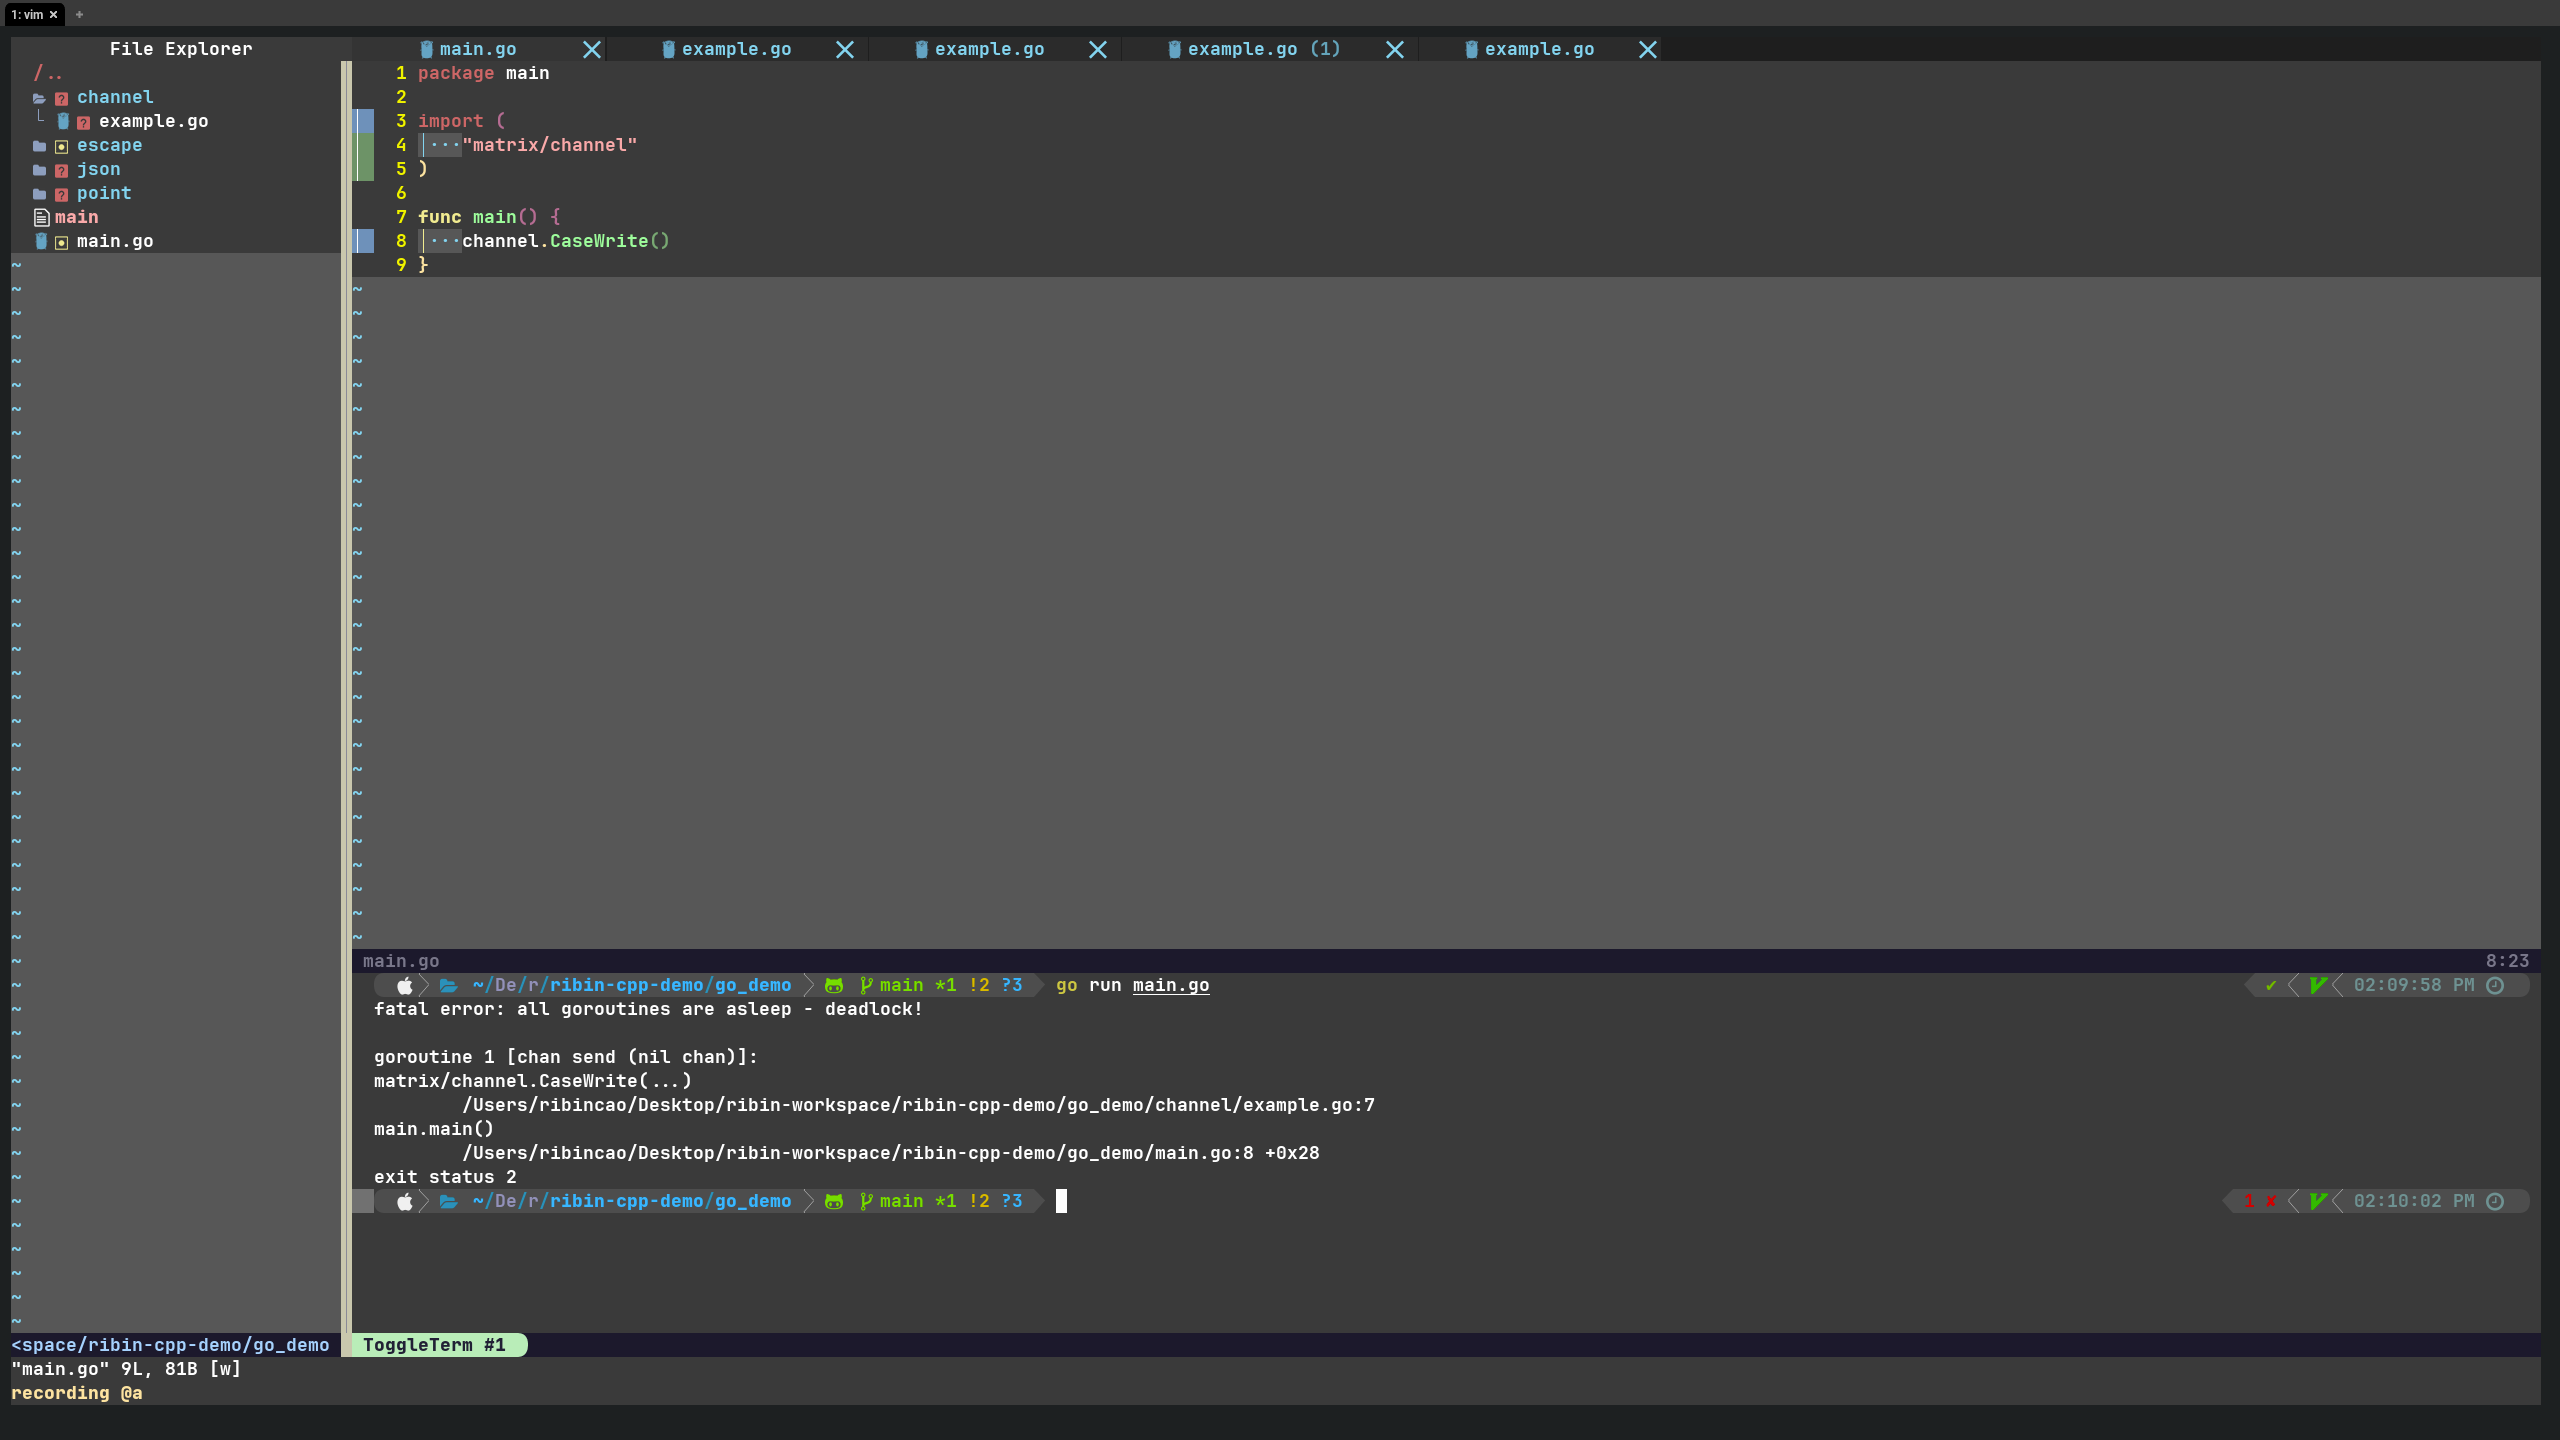 1: vim × +
File Explorer
/..
channel
example.go
escape
json
point
main
main.go
main.go
example.go
example.go
example.go (1)
example.go
1 package main
2
3 import (
4 "matrix/channel"
5 )
6
7 func main() {
8 channel.CaseWrite()
9 }
main.go 8:23
~/De/r/ribin-cpp-demo/go_demo main *1 !2 ?3 go run main.go ✔ 02:09:58 PM
fatal error: all goroutines are asleep - deadlock!
goroutine 1 [chan send (nil chan)]:
matrix/channel.CaseWrite(...)
/Users/ribincao/Desktop/ribin-workspace/ribin-cpp-demo/go_demo/channel/example.go:7
main.main()
/Users/ribincao/Desktop/ribin-workspace/ribin-cpp-demo/go_demo/main.go:8 +0x28
exit status 2
~/De/r/ribin-cpp-demo/go_demo main *1 !2 ?3 1 ✘ 02:10:02 PM
<space/ribin-cpp-demo/go_demo ToggleTerm #1
"main.go" 9L, 81B [w]
recording @a